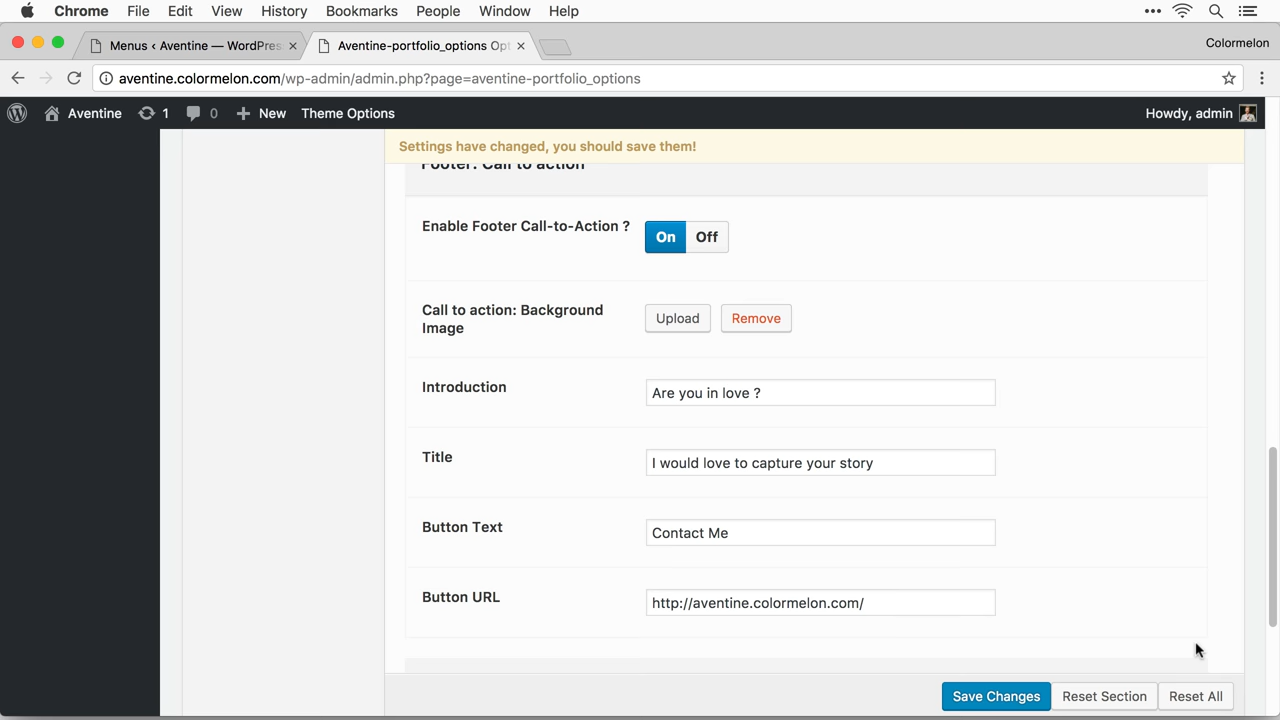 Chrome File Edit View History Bookmarks People Window Help
Menus ‹ Aventine — WordPres
Aventine-portfolio_options Opt
Colormelon
aventine.colormelon.com/wp-admin/admin.php?page=aventine-portfolio_options
Aventine 1 0 New Theme Options Howdy, admin
Settings have changed, you should save them!
Footer: Call to action
Enable Footer Call-to-Action ? On Off
Call to action: Background
Image
Upload Remove
Introduction Are you in love ?
Title I would love to capture your story
Button Text Contact Me
Button URL http://aventine.colormelon.com/
Save Changes Reset Section Reset All